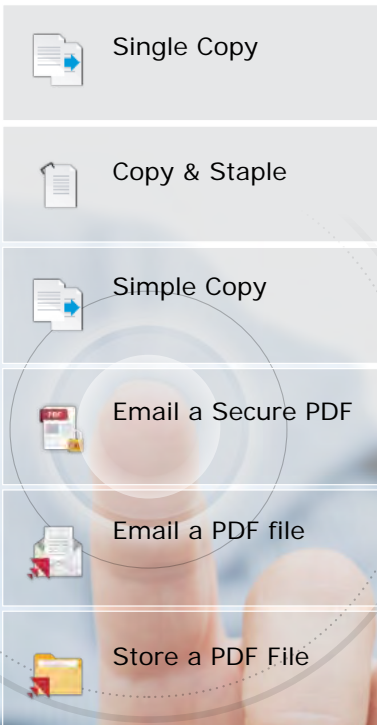 Single Copy
Copy & Staple
Simple Copy
Email a Secure PDF
Email a PDF file
Store a PDF File